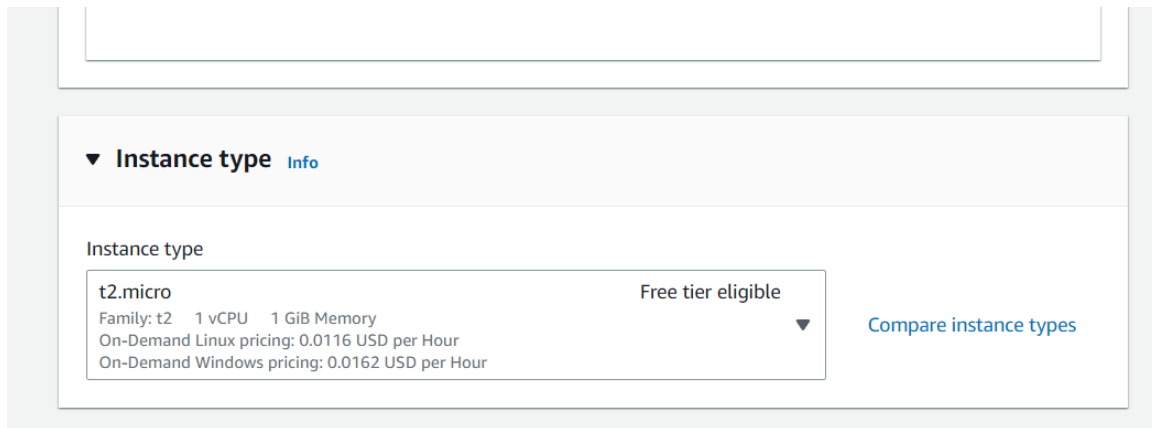 Instance type Info
Instance type
t2.micro Free tier eligible
Family: t2 1 vCPU 1 GiB Memory
On-Demand Linux pricing: 0.0116 USD per Hour
On-Demand Windows pricing: 0.0162 USD per Hour
Compare instance types